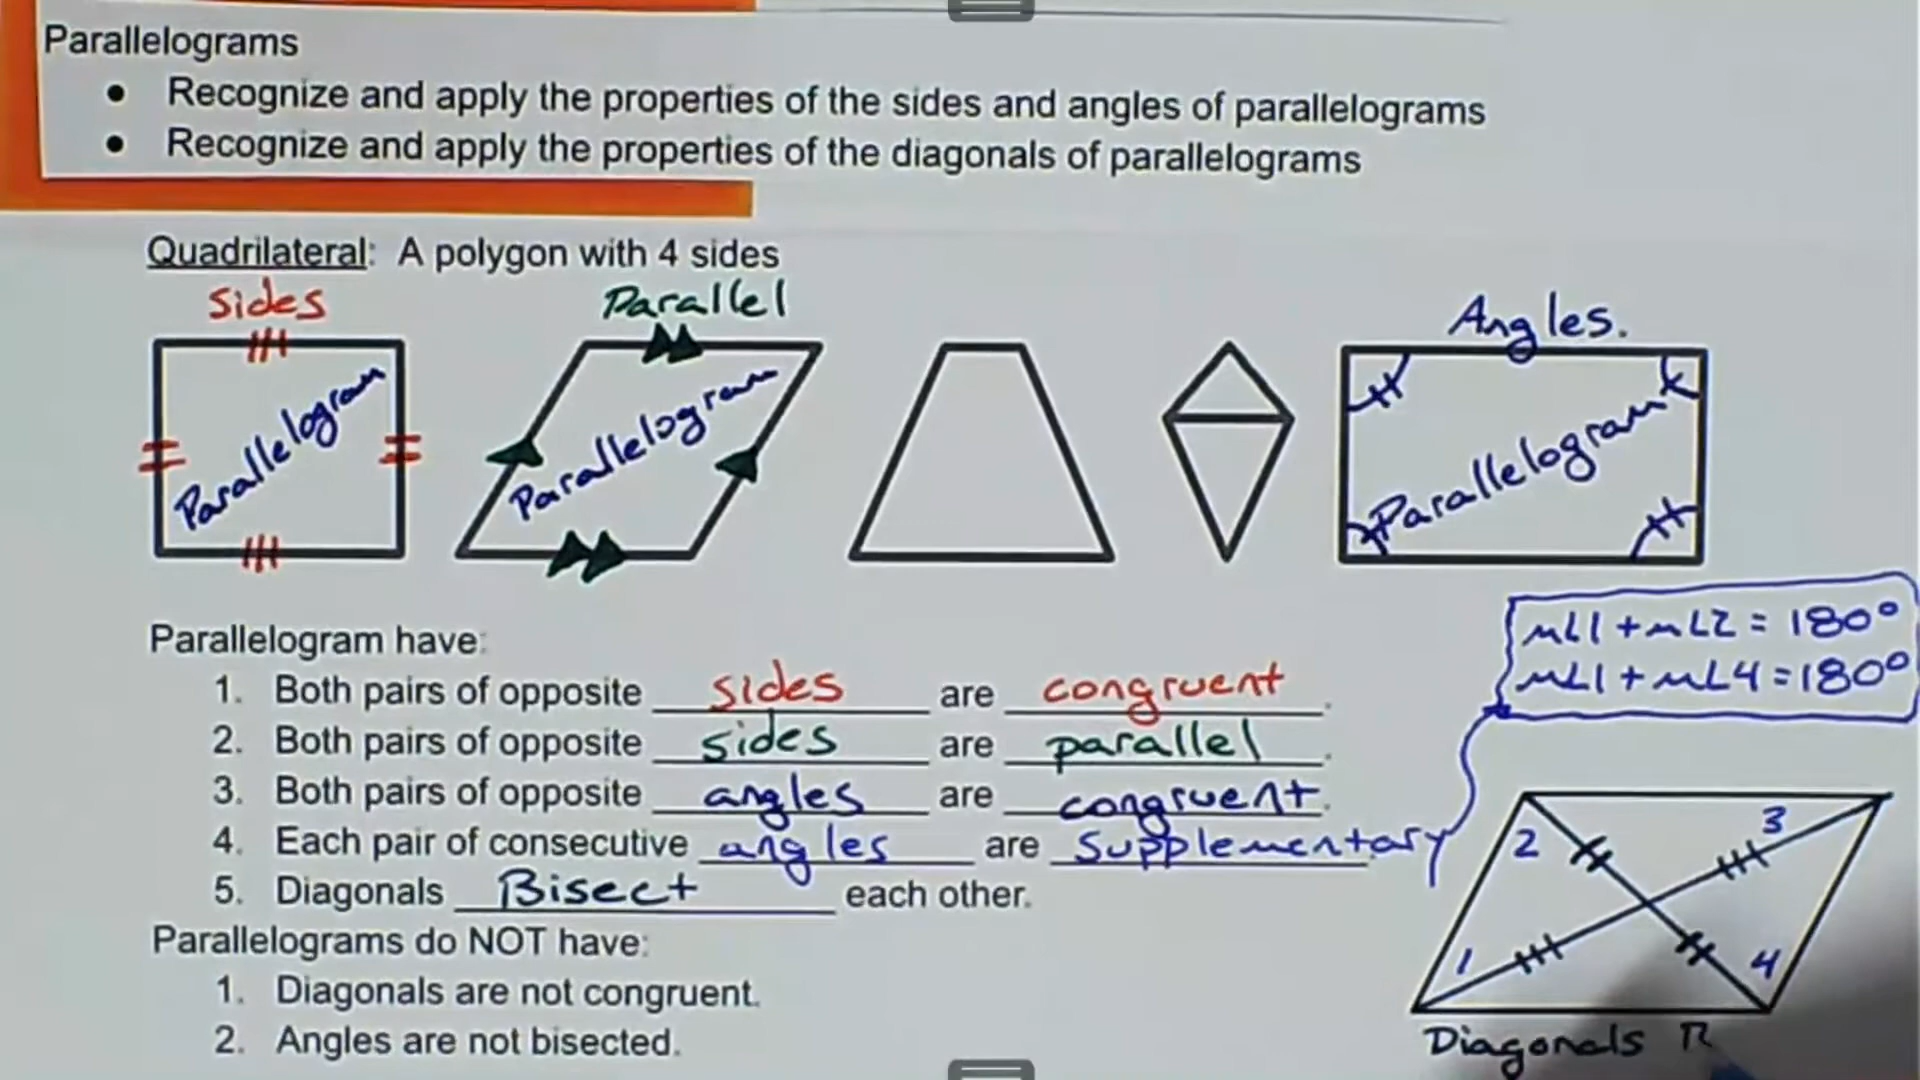 Parallelograms
● Recognize and apply the properties of the sides and angles of parallelograms
● Recognize and apply the properties of the diagonals of parallelograms
Quadrilateral: A polygon with 4 sides
Sides
Parallel
Angles.
Parallelogram
Parallelogram
Parallelogram
m∠1 + m∠2 = 180°
m∠1 + m∠4 = 180°
Parallelogram have:
1. Both pairs of opposite sides are congruent.
2. Both pairs of opposite sides are parallel.
3. Both pairs of opposite angles are congruent.
4. Each pair of consecutive angles are supplementary
5. Diagonals Bisect each other.
Parallelograms do NOT have:
1. Diagonals are not congruent.
2. Angles are not bisected.
2 3
1 4
Diagonals